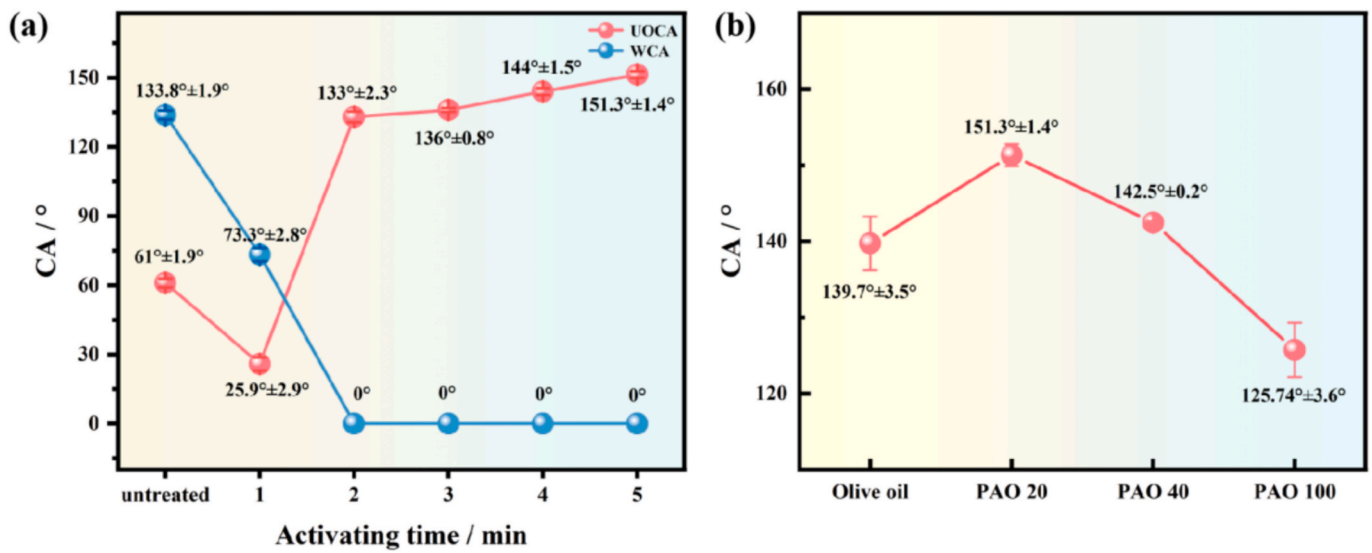 (a)
UOCA
WCA
CA / °
150
120
90
60
30
0
133.8°±1.9°
61°±1.9°
73.3°±2.8°
25.9°±2.9°
133°±2.3°
136°±0.8°
144°±1.5°
151.3°±1.4°
0°
0°
0°
0°
untreated 1 2 3 4 5
Activating time / min
(b)
CA / °
160
140
120
139.7°±3.5°
151.3°±1.4°
142.5°±0.2°
125.74°±3.6°
Olive oil PAO 20 PAO 40 PAO 100